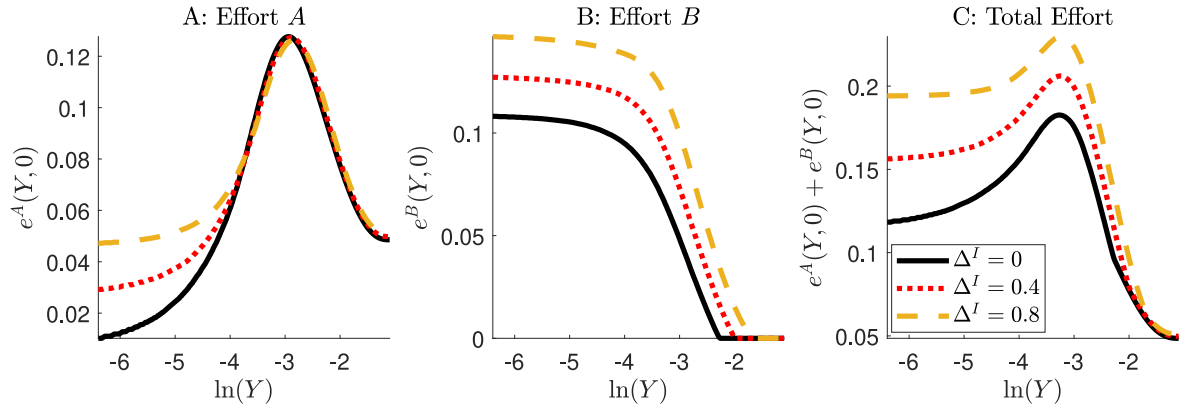 A: Effort A
e^A(Y, 0)
0.12
0.1
0.08
0.06
0.04
0.02
-6 -5 -4 -3 -2
ln(Y)
B: Effort B
e^B(Y, 0)
0.1
0.05
0
-6 -5 -4 -3 -2
ln(Y)
C: Total Effort
e^A(Y, 0) + e^B(Y, 0)
0.2
0.15
0.1
0.05
Δ^I = 0
Δ^I = 0.4
Δ^I = 0.8
-6 -5 -4 -3 -2
ln(Y)